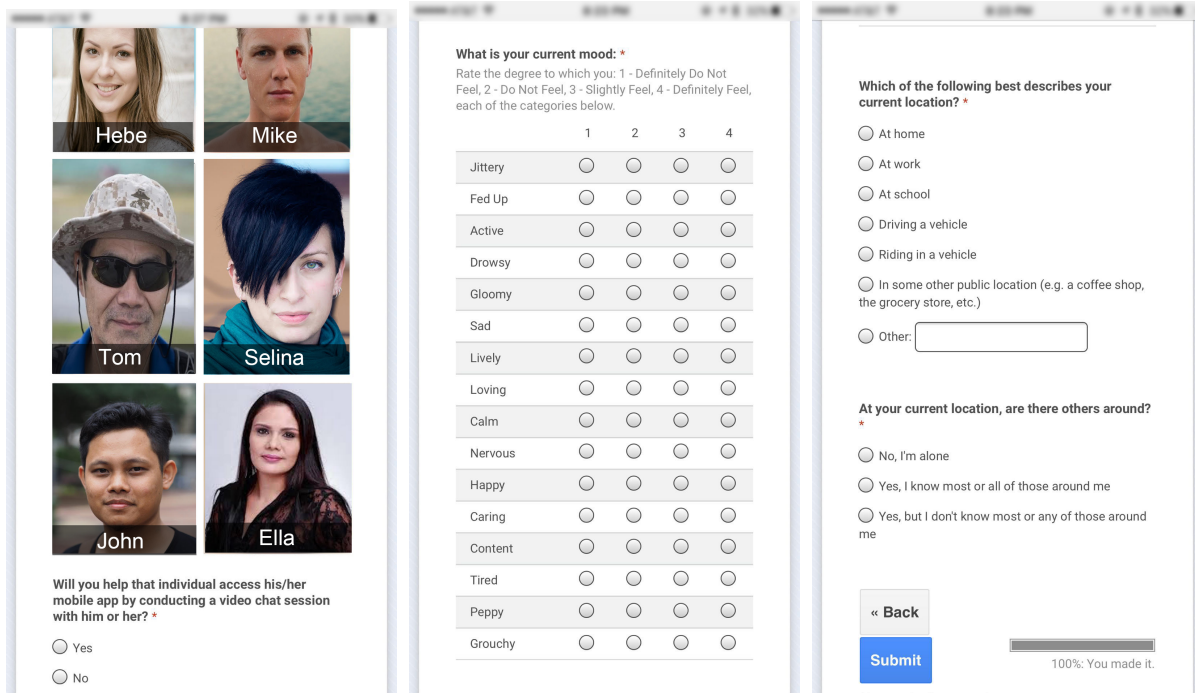 Hebe
Mike
Tom
Selina
John
Ella
Will you help that individual access his/her
mobile app by conducting a video chat session
with him or her? *
Yes
No
What is your current mood: *
Rate the degree to which you: 1 - Definitely Do Not
Feel, 2 - Do Not Feel, 3 - Slightly Feel, 4 - Definitely Feel,
each of the categories below.
1 2 3 4
Jittery
Fed Up
Active
Drowsy
Gloomy
Sad
Lively
Loving
Calm
Nervous
Happy
Caring
Content
Tired
Peppy
Grouchy
Which of the following best describes your
current location? *
At home
At work
At school
Driving a vehicle
Riding in a vehicle
In some other public location (e.g. a coffee shop,
the grocery store, etc.)
Other:
At your current location, are there others around?
*
No, I'm alone
Yes, I know most or all of those around me
Yes, but I don't know most or any of those around
me
« Back
Submit
100%: You made it.